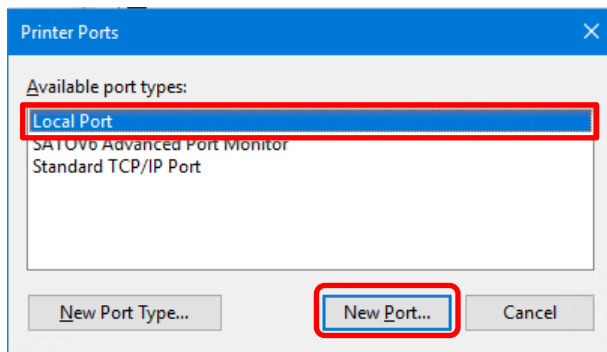 Printer Ports
Available port types:
Local Port
SATOV6 Advanced Port Monitor
Standard TCP/IP Port
New Port Type...
New Port...
Cancel